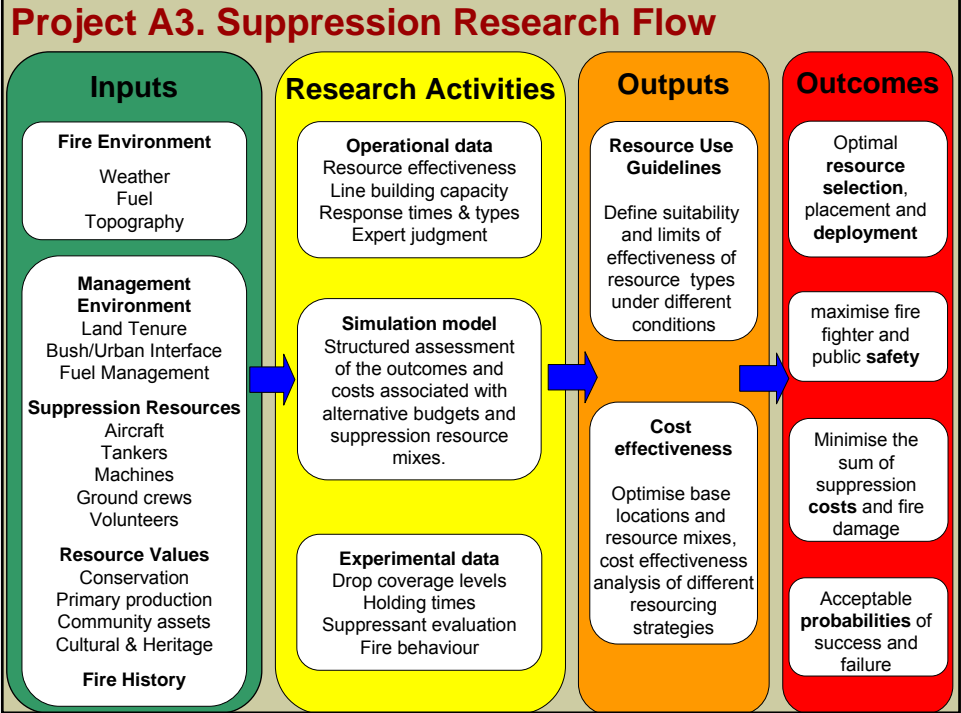 Project A3. Suppression Research Flow
Inputs
Fire Environment
Weather
Fuel
Topography
Management
Environment
Land Tenure
Bush/Urban Interface
Fuel Management
Suppression Resources
Aircraft
Tankers
Machines
Ground crews
Volunteers
Resource Values
Conservation
Primary production
Community assets
Cultural & Heritage
Fire History
Research Activities
Operational data
Resource effectiveness
Line building capacity
Response times & types
Expert judgment
Simulation model
Structured assessment
of the outcomes and
costs associated with
alternative budgets and
suppression resource
mixes.
Experimental data
Drop coverage levels
Holding times
Suppressant evaluation
Fire behaviour
Outputs
Resource Use
Guidelines
Define suitability
and limits of
effectiveness of
resource types
under different
conditions
Cost
effectiveness
Optimise base
locations and
resource mixes,
cost effectiveness
analysis of different
resourcing
strategies
Outcomes
Optimal
resource
selection,
placement and
deployment
maximise fire
fighter and
public safety
Minimise the
sum of
suppression
costs and fire
damage
Acceptable
probabilities of
success and
failure